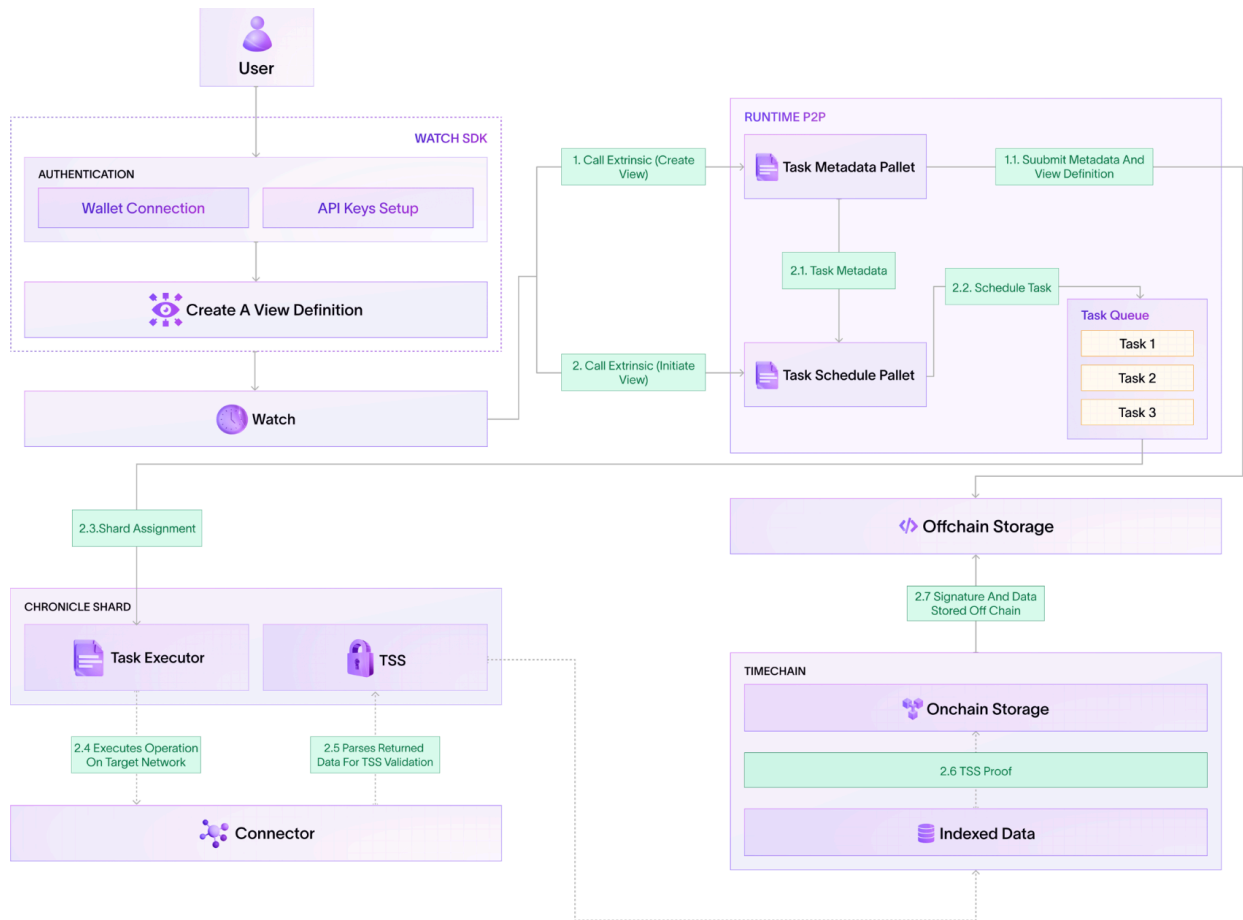 User
WATCH SDK
AUTHENTICATION
Wallet Connection
API Keys Setup
Create A View Definition
Watch
1. Call Extrinsic (Create
View)
2. Call Extrinsic (Initiate
View)
RUNTIME P2P
Task Metadata Pallet
1.1. Suubmit Metadata And
View Definition
2.1. Task Metadata
2.2. Schedule Task
Task Schedule Pallet
Task Queue
Task 1
Task 2
Task 3
2.3.Shard Assignment
Offchain Storage
CHRONICLE SHARD
Task Executor
TSS
2.4 Executes Operation
On Target Network
2.5 Parses Returned
Data For TSS Validation
Connector
2.7 Signature And Data
Stored Off Chain
TIMECHAIN
Onchain Storage
2.6 TSS Proof
Indexed Data